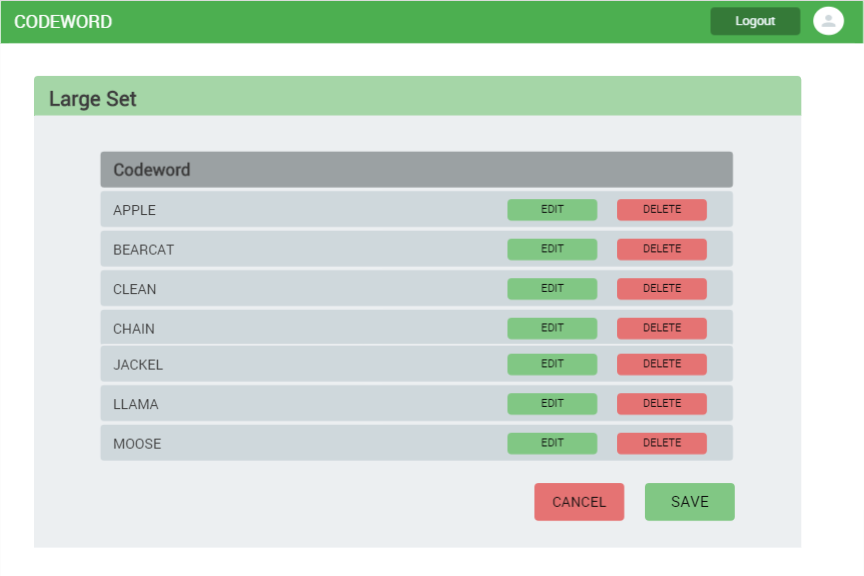 CODEWORD Logout
Large Set
Codeword
APPLE EDIT DELETE
BEARCAT EDIT DELETE
CLEAN EDIT DELETE
CHAIN EDIT DELETE
JACKEL EDIT DELETE
LLAMA EDIT DELETE
MOOSE EDIT DELETE
CANCEL SAVE